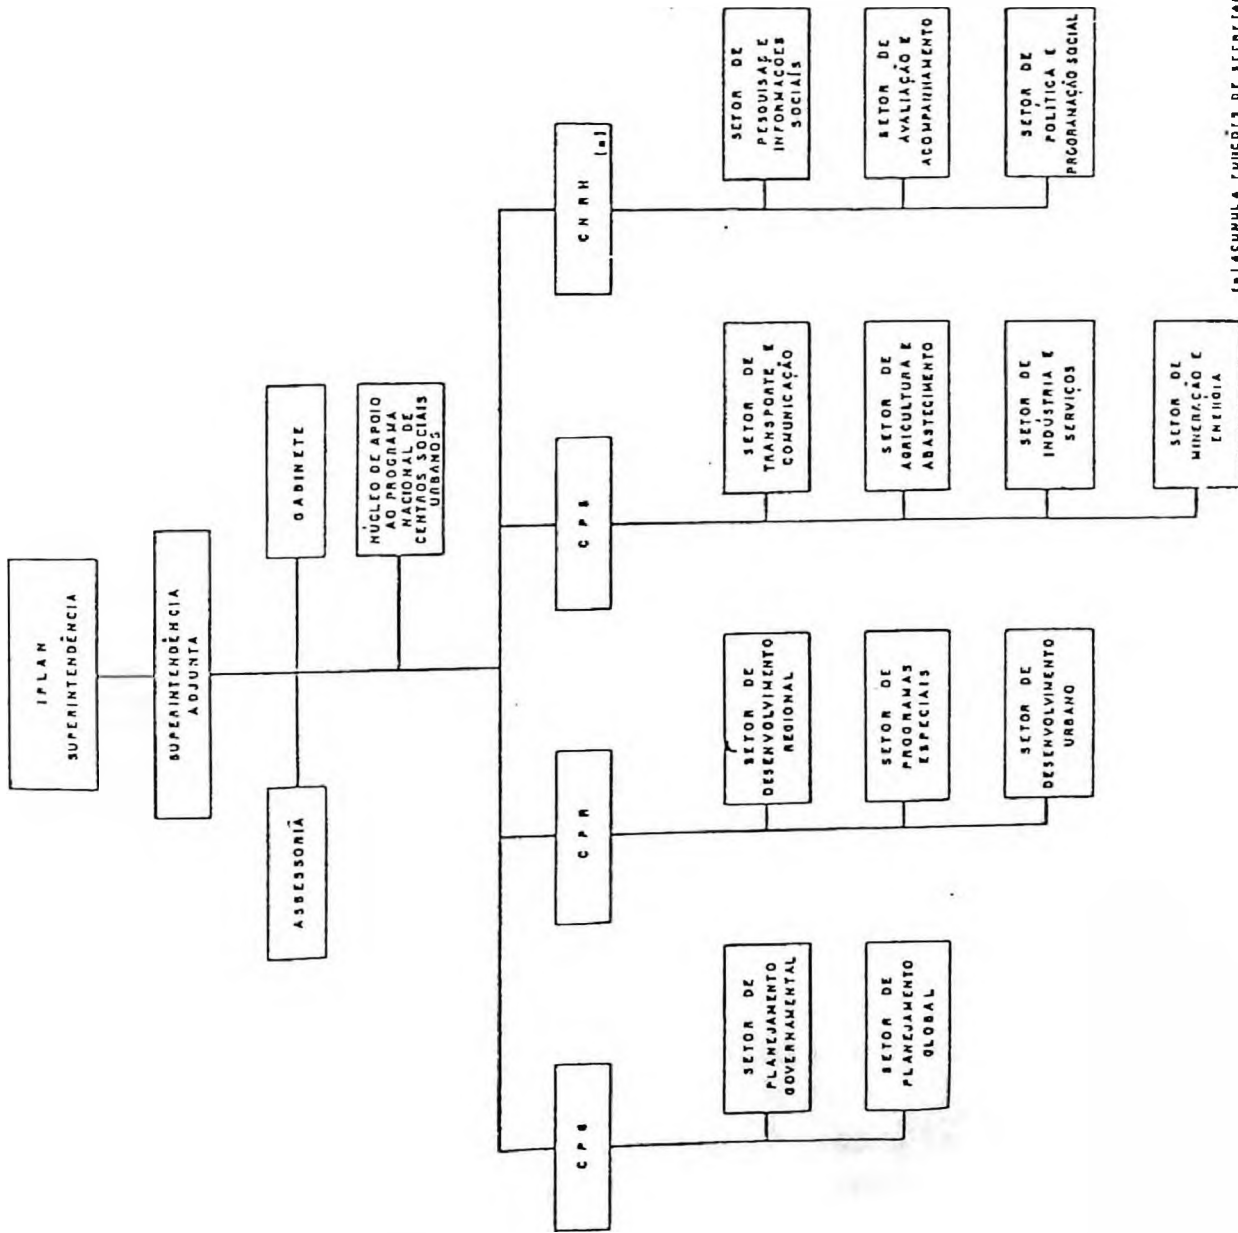 IPLAN
SUPERINTENDÊNCIA
SUPERINTENDÊNCIA
ADJUNTA
ASSESSORIA
GABINETE
NÚCLEO DE APOIO
AO PROGRAMA
NACIONAL DE
CENTROS SOCIAIS
URBANOS
CPG
CPR
CPS
CNRH
(*)
SETOR DE
PLANEJAMENTO
GOVERNAMENTAL
SETOR DE
PLANEJAMENTO
GLOBAL
SETOR DE
DESENVOLVIMENTO
REGIONAL
SETOR DE
PROGRAMAS
ESPECIAIS
SETOR DE
DESENVOLVIMENTO
URBANO
SETOR DE
TRANSPORTE E
COMUNICAÇÃO
SETOR DE
AGRICULTURA E
ABASTECIMENTO
SETOR DE
INDÚSTRIA E
SERVIÇOS
SETOR DE
MINERAÇÃO E
ENERGIA
SETOR DE
PESQUISAS E
INFORMAÇÕES
SOCIAIS
SETOR DE
AVALIAÇÃO E
ACOMPANHAMENTO
SETOR DE
POLÍTICA E
PROGRAMAÇÃO SOCIAL
(*) ACUMULA FUNÇÕES DE